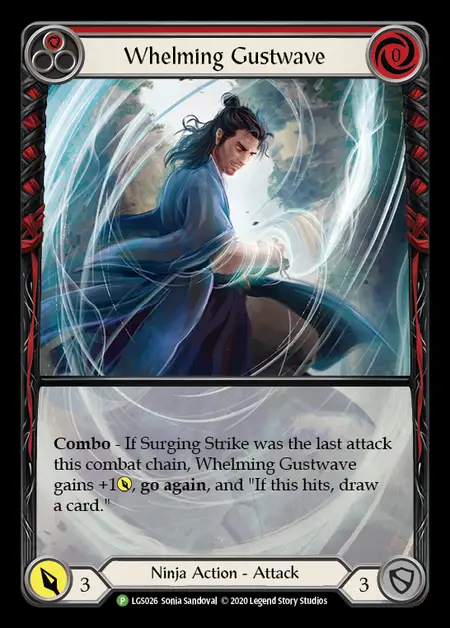 Whelming Gustwave
0
Combo - If Surging Strike was the last attack
this combat chain, Whelming Gustwave
gains +1, go again, and "If this hits, draw
a card."
3
Ninja Action - Attack
3
P LGS026 Sonia Sandoval © 2020 Legend Story Studios